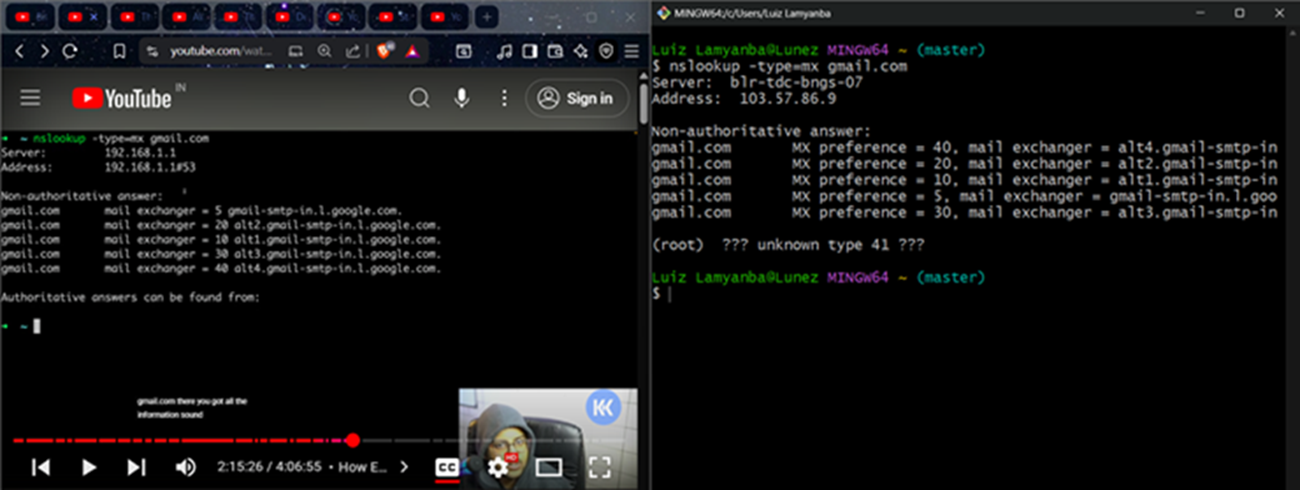 youtube.com/wat...
YouTube IN
Sign in
~ nslookup -type=mx gmail.com
Server: 192.168.1.1
Address: 192.168.1.1#53
Non-authoritative answer:
gmail.com mail exchanger = 5 gmail-smtp-in.l.google.com.
gmail.com mail exchanger = 20 alt2.gmail-smtp-in.l.google.com.
gmail.com mail exchanger = 10 alt1.gmail-smtp-in.l.google.com.
gmail.com mail exchanger = 30 alt3.gmail-smtp-in.l.google.com.
gmail.com mail exchanger = 40 alt4.gmail-smtp-in.l.google.com.
Authoritative answers can be found from:
~
gmail.com there you got all the
information sound
KK
2:15:26 / 4:06:55 • How E...
CC
HD
MINGW64:/c/Users/Luiz Lamyanba
Luiz Lamyanba@Lunez MINGW64 ~ (master)
$ nslookup -type=mx gmail.com
Server: blr-tdc-bngs-07
Address: 103.57.86.9
Non-authoritative answer:
gmail.com MX preference = 40, mail exchanger = alt4.gmail-smtp-in
gmail.com MX preference = 20, mail exchanger = alt2.gmail-smtp-in
gmail.com MX preference = 10, mail exchanger = alt1.gmail-smtp-in
gmail.com MX preference = 5, mail exchanger = gmail-smtp-in.l.goo
gmail.com MX preference = 30, mail exchanger = alt3.gmail-smtp-in
(root) ??? unknown type 41 ???
Luiz Lamyanba@Lunez MINGW64 ~ (master)
$